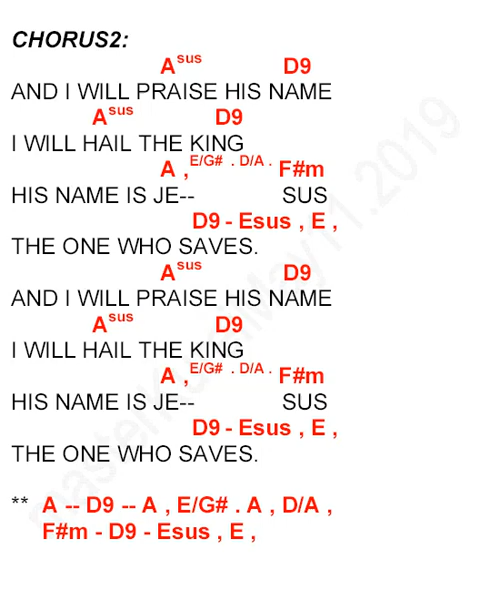 CHORUS2:
Asus D9
AND I WILL PRAISE HIS NAME
Asus D9
I WILL HAIL THE KING
A , E/G# . D/A . F#m
HIS NAME IS JE-- SUS
D9 - Esus , E ,
THE ONE WHO SAVES.
Asus D9
AND I WILL PRAISE HIS NAME
Asus D9
I WILL HAIL THE KING
A , E/G# . D/A . F#m
HIS NAME IS JE-- SUS
D9 - Esus , E ,
THE ONE WHO SAVES.
** A -- D9 -- A , E/G# . A , D/A ,
F#m - D9 - Esus , E ,